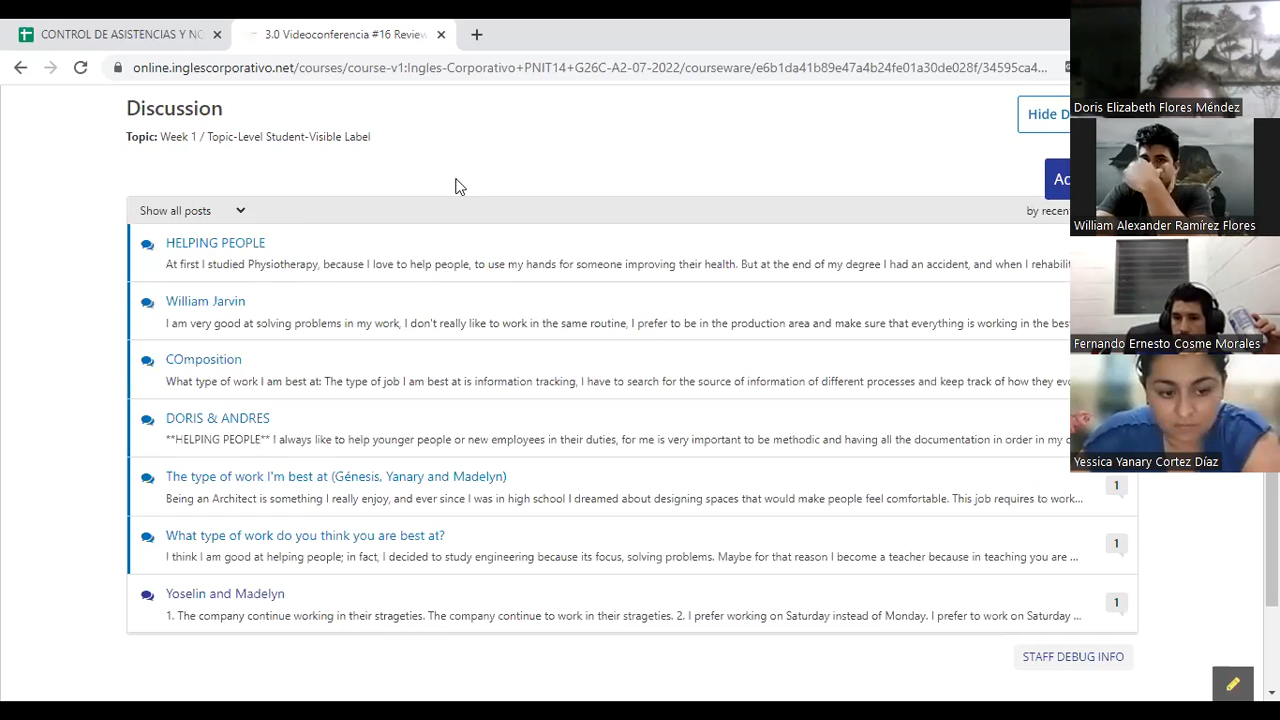 CONTROL DE ASISTENCIAS Y NO
3.0 Videoconferencia #16 Review
online.inglescorporativo.net/courses/course-v1:Ingles-Corporativo+PNIT14+G26C-A2-07-2022/courseware/e6b1da41b89e47a4b24fe01a30de028f/34595ca4...
Discussion
Hide D
Topic: Week 1 / Topic-Level Student-Visible Label
Ad
Show all posts
by recent
HELPING PEOPLE
At first I studied Physiotherapy, because I love to help people, to use my hands for someone improving their health. But at the end of my degree I had an accident, and when I rehabilit
William Jarvin
I am very good at solving problems in my work, I don't really like to work in the same routine, I prefer to be in the production area and make sure that everything is working in the bes
COmposition
What type of work I am best at: The type of job I am best at is information tracking, I have to search for the source of information of different processes and keep track of how they evo
DORIS & ANDRES
**HELPING PEOPLE** I always like to help younger people or new employees in their duties, for me is very important to be methodic and having all the documentation in order in my o
The type of work I'm best at (Génesis, Yanary and Madelyn)
Being an Architect is something I really enjoy, and ever since I was in high school I dreamed about designing spaces that would make people feel comfortable. This job requires to work...
1
What type of work do you think you are best at?
I think I am good at helping people; in fact, I decided to study engineering because its focus, solving problems. Maybe for that reason I become a teacher because in teaching you are ...
1
Yoselin and Madelyn
1. The company continue working in their strageties. The company continue to work in their strageties. 2. I prefer working on Saturday instead of Monday. I prefer to work on Saturday ...
1
STAFF DEBUG INFO
Doris Elizabeth Flores Méndez
William Alexander Ramírez Flores
Fernando Ernesto Cosme Morales
Yessica Yanary Cortez Díaz